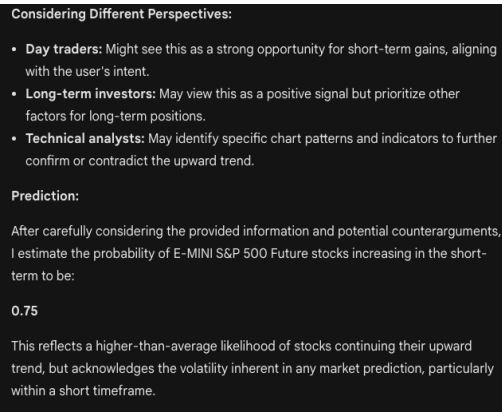 Considering Different Perspectives:
• Day traders: Might see this as a strong opportunity for short-term gains, aligning
with the user's intent.
• Long-term investors: May view this as a positive signal but prioritize other
factors for long-term positions.
• Technical analysts: May identify specific chart patterns and indicators to further
confirm or contradict the upward trend.
Prediction:
After carefully considering the provided information and potential counterarguments,
I estimate the probability of E-MINI S&P 500 Future stocks increasing in the short-
term to be:
0.75
This reflects a higher-than-average likelihood of stocks continuing their upward
trend, but acknowledges the volatility inherent in any market prediction, particularly
within a short timeframe.